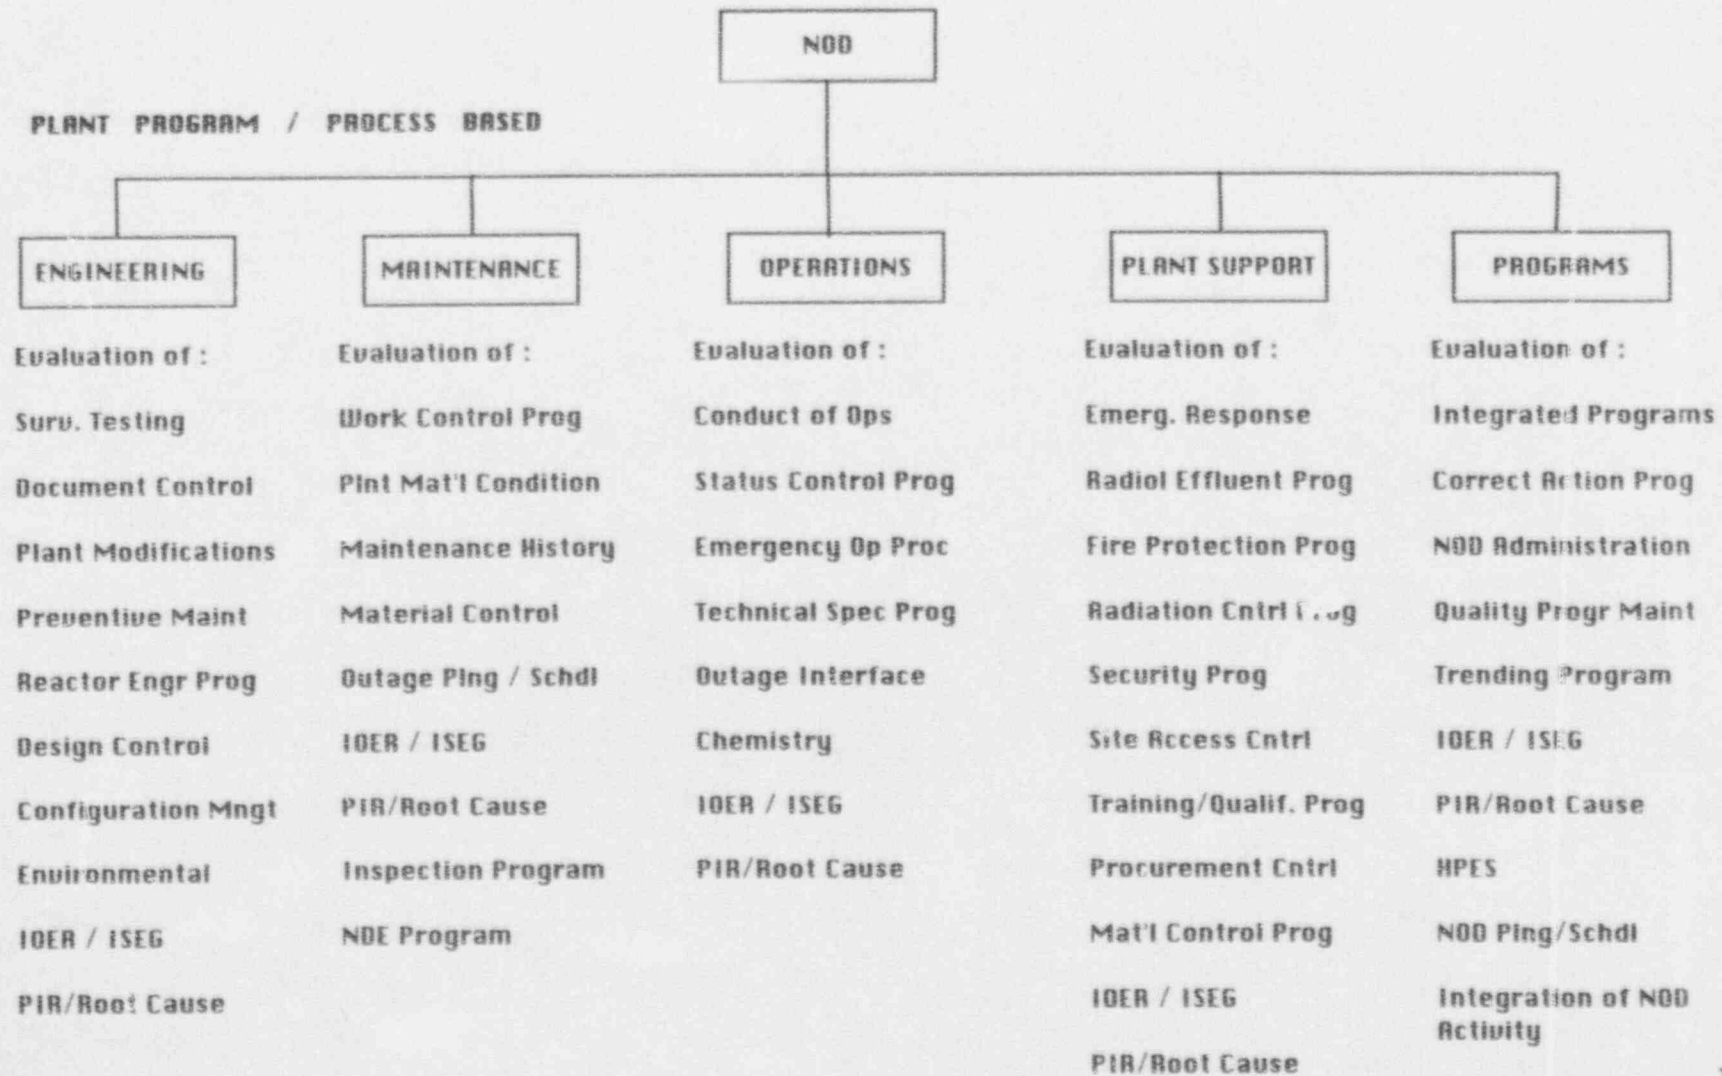 NOD
PLANT PROGRAM / PROCESS BASED
ENGINEERING
MAINTENANCE
OPERATIONS
PLANT SUPPORT
PROGRAMS
Evaluation of :
Surv. Testing
Document Control
Plant Modifications
Preventive Maint
Reactor Engr Prog
Design Control
Configuration Mngt
Environmental
IOER / ISEG
PIR/Root Cause
Evaluation of :
Work Control Prog
Plnt Mat'l Condition
Maintenance History
Material Control
Outage Plng / Schdl
IOER / ISEG
PIR/Root Cause
Inspection Program
NDE Program
Evaluation of :
Conduct of Ops
Status Control Prog
Emergency Op Proc
Technical Spec Prog
Outage Interface
Chemistry
IOER / ISEG
PIR/Root Cause
Evaluation of :
Emerg. Response
Radiol Effluent Prog
Fire Protection Prog
Radiation Cntrl Prog
Security Prog
Site Access Cntrl
Training/Qualif. Prog
Procurement Cntrl
Mat'l Control Prog
IOER / ISEG
PIR/Root Cause
Evaluation of :
Integrated Programs
Correct Action Prog
NOD Administration
Quality Progr Maint
Trending Program
IOER / ISEG
PIR/Root Cause
HPES
NOD Plng/Schdl
Integration of NOD
Activity